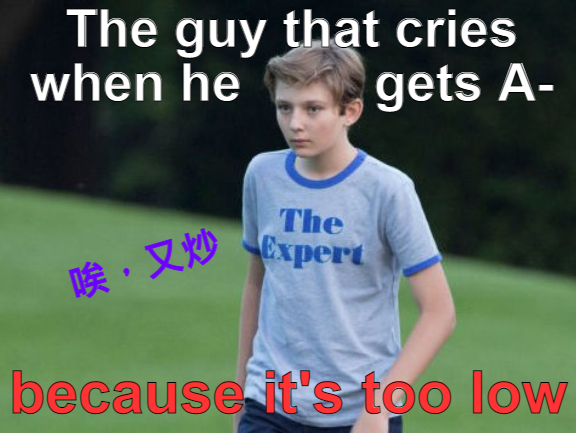 The guy that cries
when he gets A-
The
Expert
唉，又炒
because it's too low